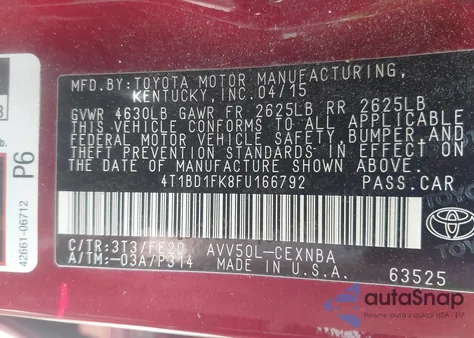 MFD.BY:TOYOTA MOTOR MANUFACTURING,
KENTUCKY, INC. 04/15
GVWR 4630LB GAWR FR 2625LB RR 2625LB
THIS VEHICLE CONFORMS TO ALL APPLICABLE
FEDERAL MOTOR VEHICLE SAFETY, BUMPER AND
THEFT PREVENTION STANDARDS IN EFFECT ON
THE DATE OF MANUFACTURE SHOWN ABOVE.
4T1BD1FK8FU166792 PASS.CAR
C/TR:3T3/FE20 AVV50L-CEXNBA
A/TM:-03A/P314 MADE IN U.S.A.
63525
TOYOTA
P6
42661-06712
autaSnap